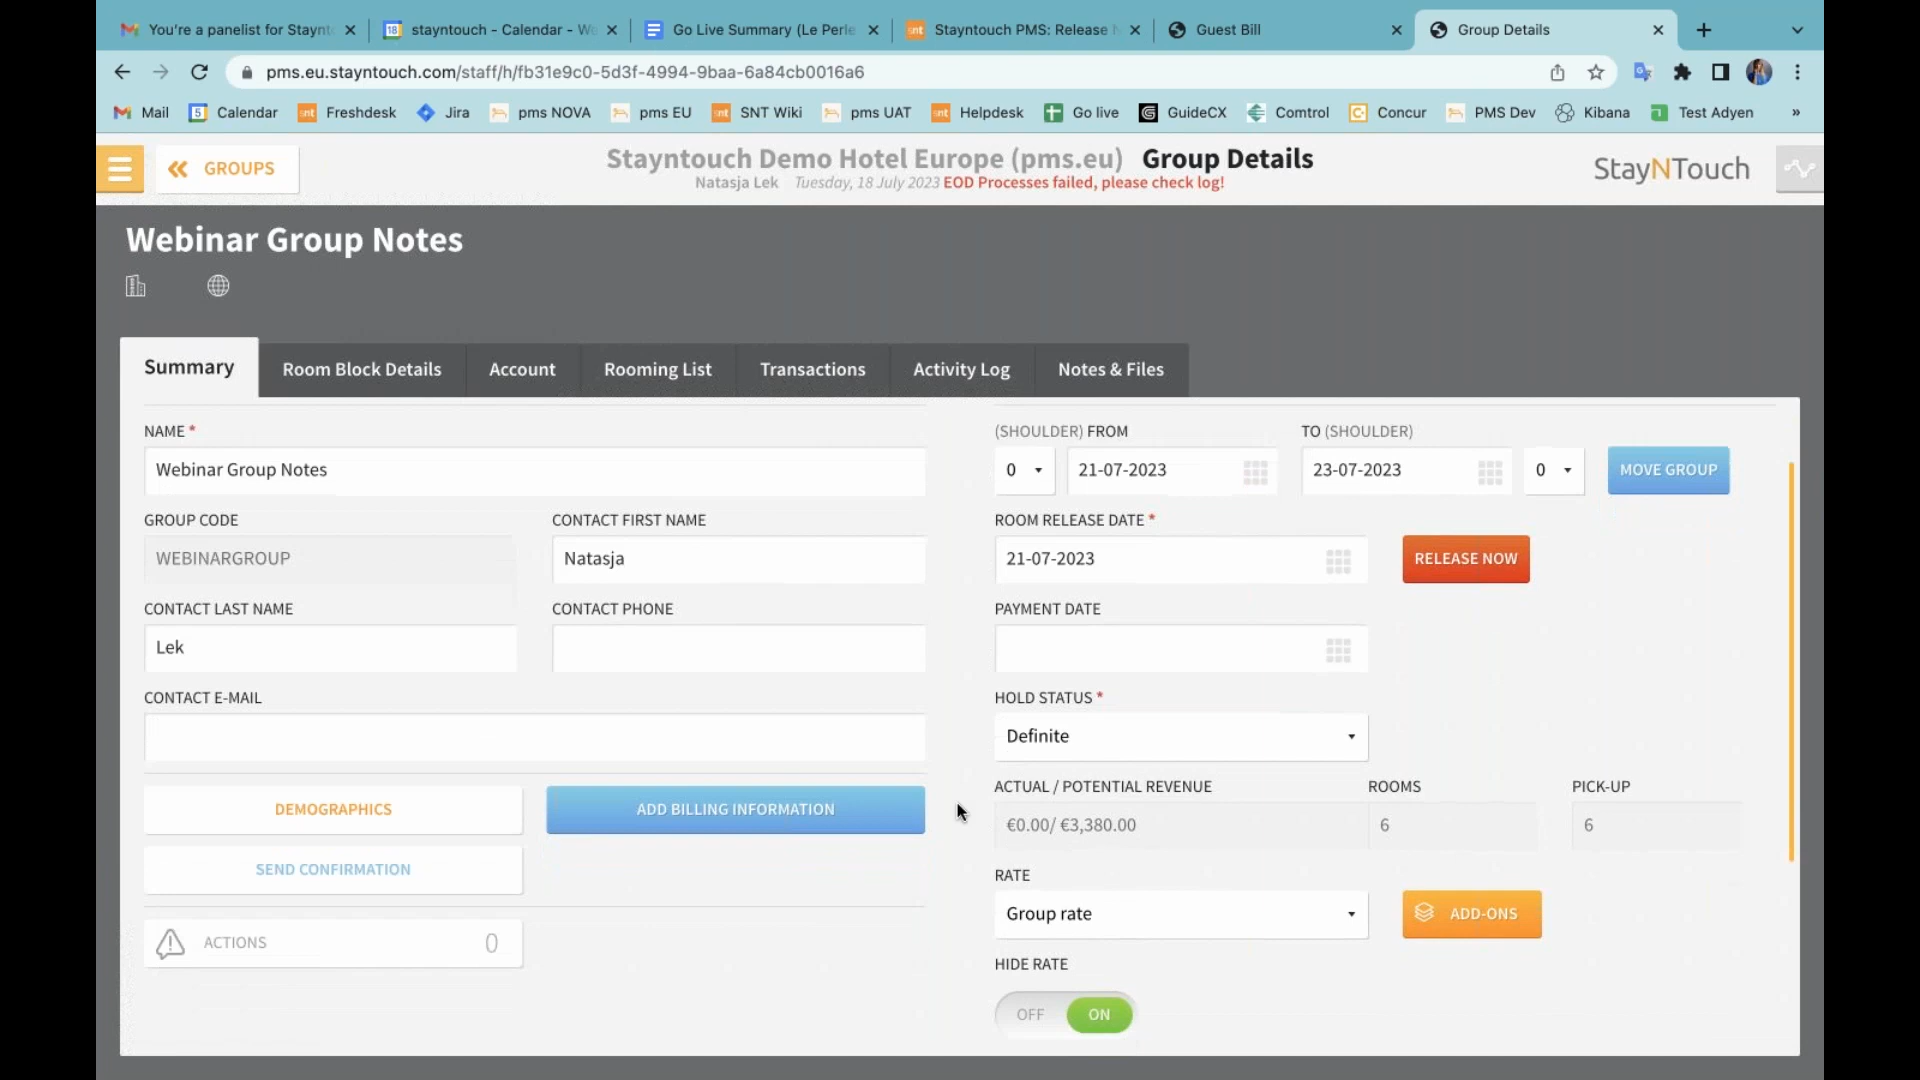 You're a panelist for Staynt
stayntouch - Calendar - We
Go Live Summary (Le Perle
snt Stayntouch PMS: Release N
Guest Bill
Group Details
pms.eu.stayntouch.com/staff/h/fb31e9c0-5d3f-4994-9baa-6a84cb0016a6
Mail
5 Calendar
snt Freshdesk
Jira
pms NOVA
pms EU
snt SNT Wiki
pms UAT
snt Helpdesk
Go live
GuideCX
Comtrol
Concur
PMS Dev
Kibana
Test Adyen
»
GROUPS
Stayntouch Demo Hotel Europe (pms.eu) Group Details
Natasja Lek Tuesday, 18 July 2023 EOD Processes failed, please check log!
StayNTouch
Webinar Group Notes
Summary
Room Block Details
Account
Rooming List
Transactions
Activity Log
Notes & Files
NAME *
Webinar Group Notes
GROUP CODE
WEBINARGROUP
CONTACT FIRST NAME
Natasja
CONTACT LAST NAME
Lek
CONTACT PHONE
CONTACT E-MAIL
DEMOGRAPHICS
ADD BILLING INFORMATION
SEND CONFIRMATION
ACTIONS 0
(SHOULDER) FROM
0
21-07-2023
TO (SHOULDER)
23-07-2023
0
MOVE GROUP
ROOM RELEASE DATE *
21-07-2023
RELEASE NOW
PAYMENT DATE
HOLD STATUS *
Definite
ACTUAL / POTENTIAL REVENUE
€0.00/ €3,380.00
ROOMS
6
PICK-UP
6
RATE
Group rate
ADD-ONS
HIDE RATE
OFF ON